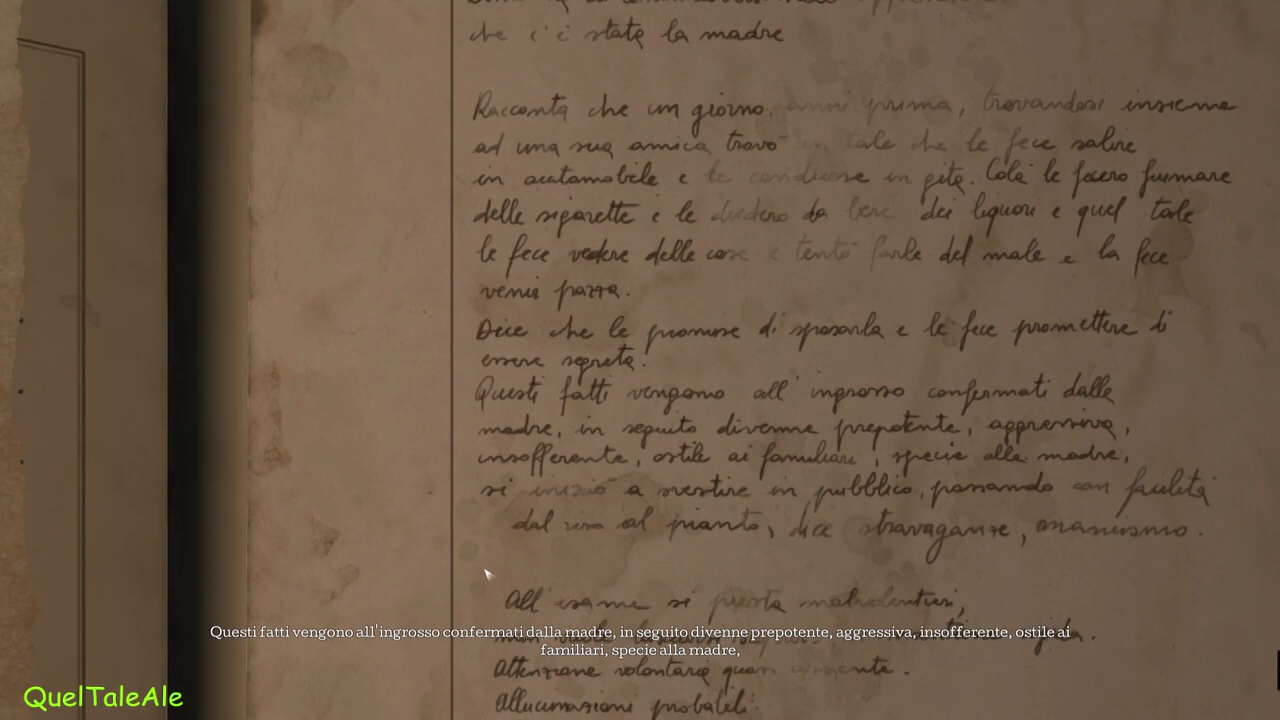 che c'è stata la madre
Racconta che un giorno, anni prima, trovandosi insieme
ad una sua amica trovò un tale che le fece salire
in automobile e le condusse in gita. Colà le fecero fumare
delle sigarette e le diedero da bere dei liquori e quel tale
le fece vedere delle cose e tentò farle del male e la fece
venir pazza.
Dice che le promise di sposarla e le fece promettere di
essere segreta.
Questi fatti vengono all'ingrosso confermati dalla
madre, in seguito divenne prepotente, aggressiva,
insofferente, ostile ai familiari, specie alla madre,
si iniziò a svestire in pubblico, passando con facilità
dal riso al pianto, dice stravaganze, onanismo.
All'esame si presta malvolentieri,
Questi fatti vengono all'ingrosso confermati dalla madre, in seguito divenne prepotente, aggressiva, insofferente, ostile ai
familiari, specie alla madre,
Attenzione volontaria quasi assente.
Allucinazioni probabili
QuelTaleAle